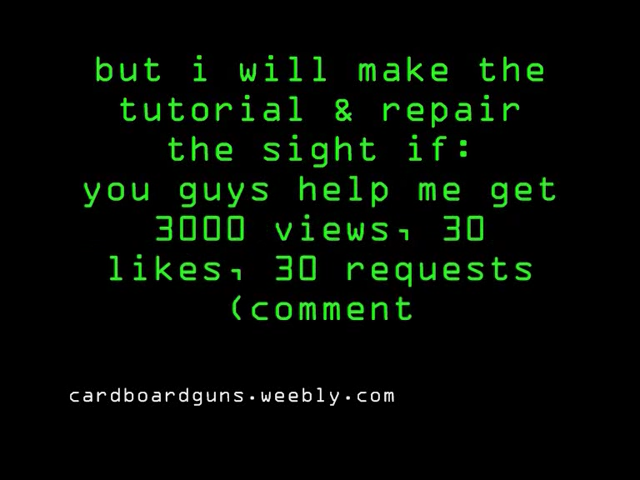 but i will make the
tutorial & repair
the sight if:
you guys help me get
3000 views, 30
likes, 30 requests
(comment
cardboardguns.weebly.com